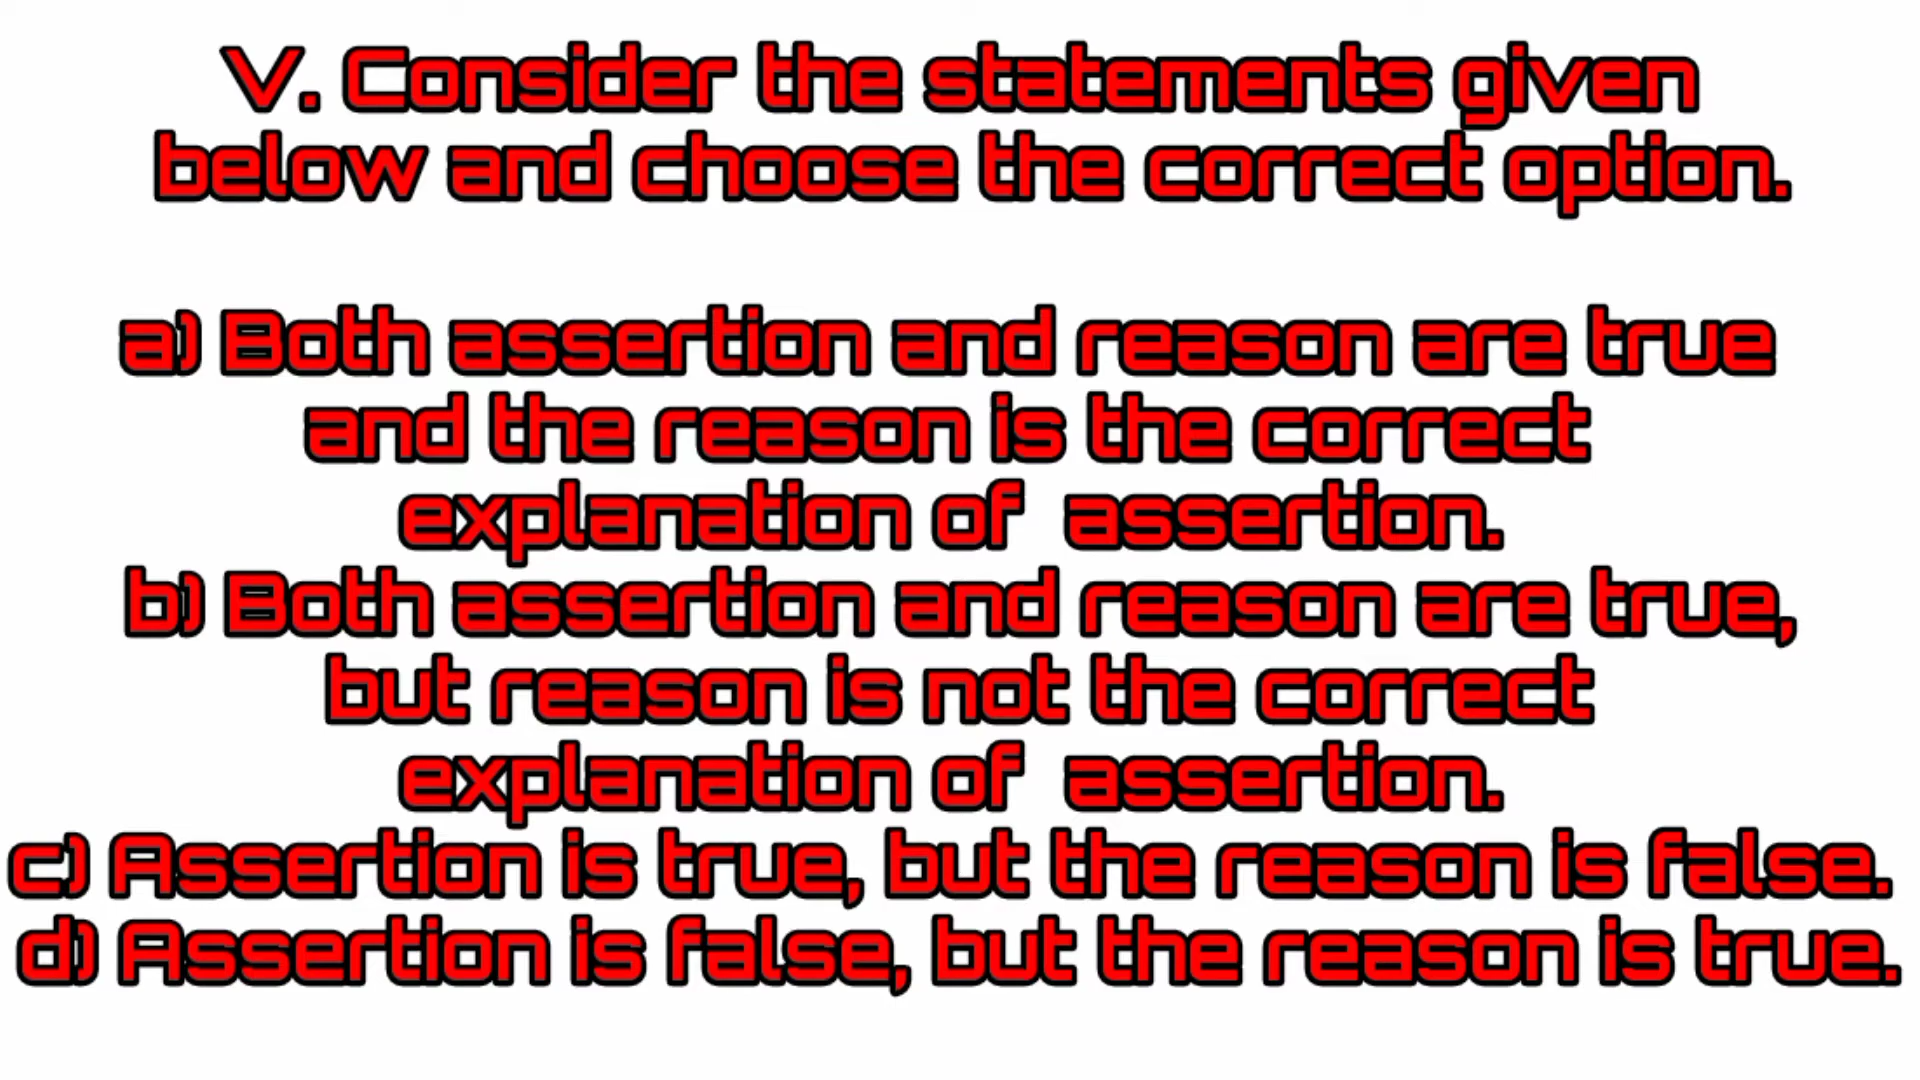 V. Consider the statements given
below and choose the correct option.
a) Both assertion and reason are true
and the reason is the correct
explanation of assertion.
b) Both assertion and reason are true,
but reason is not the correct
explanation of assertion.
c) Assertion is true, but the reason is false.
d) Assertion is false, but the reason is true.